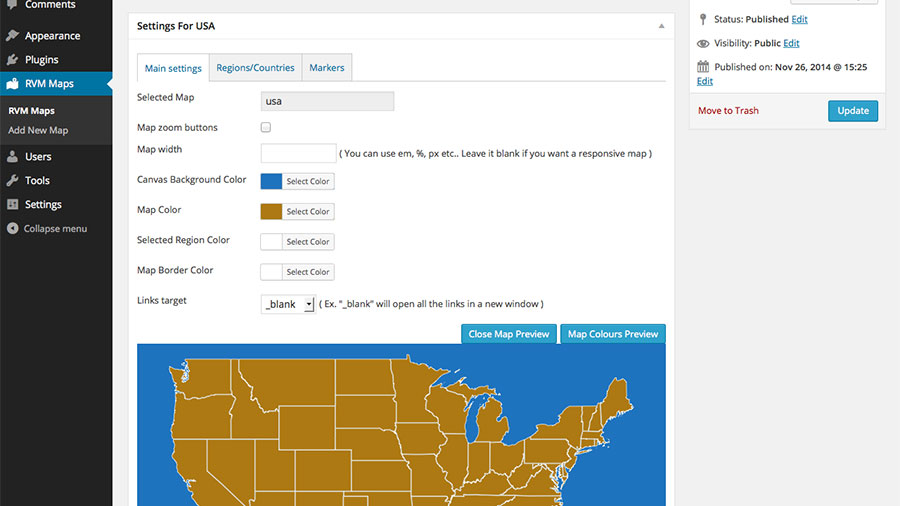 Comments
Appearance
Plugins
RVM Maps
RVM Maps
Add New Map
Users
Tools
Settings
Collapse menu
Settings For USA
Main settings
Regions/Countries
Markers
Selected Map
usa
Map zoom buttons
Map width
( You can use em, %, px etc.. Leave it blank if you want a responsive map )
Canvas Background Color
Select Color
Map Color
Select Color
Selected Region Color
Select Color
Map Border Color
Select Color
Links target
_blank
( Ex. "_blank" will open all the links in a new window )
Close Map Preview
Map Colours Preview
Status: Published Edit
Visibility: Public Edit
Published on: Nov 26, 2014 @ 15:25
Edit
Move to Trash
Update